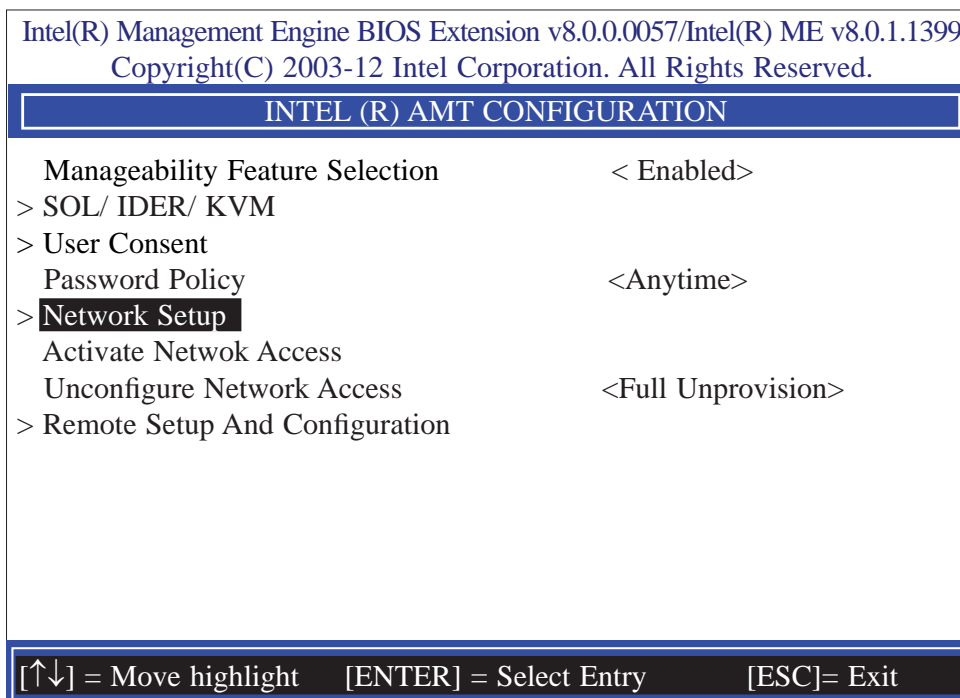 Intel(R) Management Engine BIOS Extension v8.0.0.0057/Intel(R) ME v8.0.1.1399
Copyright(C) 2003-12 Intel Corporation. All Rights Reserved.
INTEL (R) AMT CONFIGURATION
Manageability Feature Selection < Enabled>
> SOL/ IDER/ KVM
> User Consent
Password Policy <Anytime>
> Network Setup
Activate Netwok Access
Unconfigure Network Access <Full Unprovision>
> Remote Setup And Configuration
[↑↓] = Move highlight [ENTER] = Select Entry [ESC]= Exit